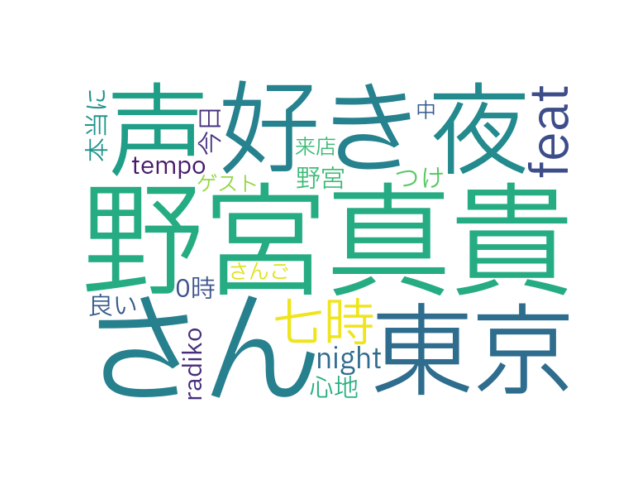 本当に
声
今日
好き
中
夜
feat
tempo
来店
ゲスト
野宮
つけ
野宮真貴
さんご
良い
0時
さん
七時
東京
radiko
night
心地